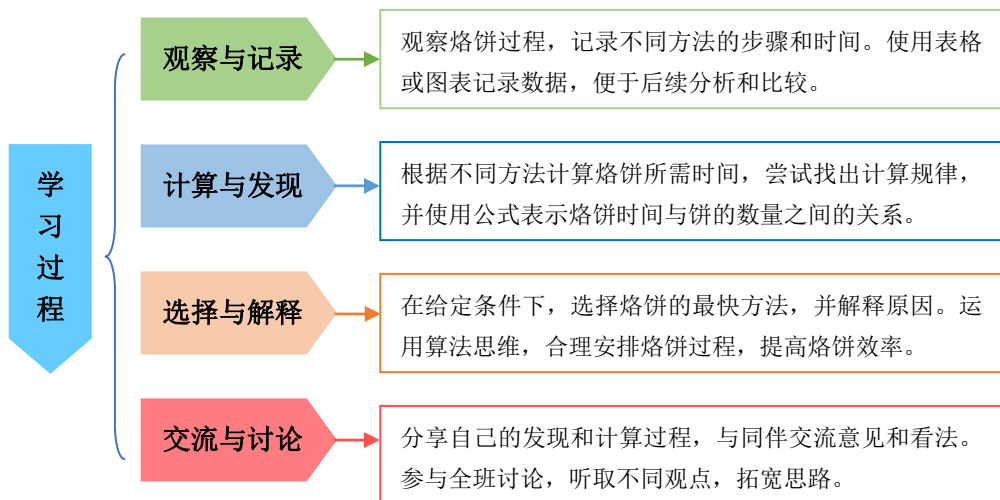 学习过程
观察与记录
观察烙饼过程，记录不同方法的步骤和时间。使用表格
或图表记录数据，便于后续分析和比较。
计算与发现
根据不同方法计算烙饼所需时间，尝试找出计算规律，
并使用公式表示烙饼时间与饼的数量之间的关系。
选择与解释
在给定条件下，选择烙饼的最快方法，并解释原因。运
用算法思维，合理安排烙饼过程，提高烙饼效率。
交流与讨论
分享自己的发现和计算过程，与同伴交流意见和看法。
参与全班讨论，听取不同观点，拓宽思路。